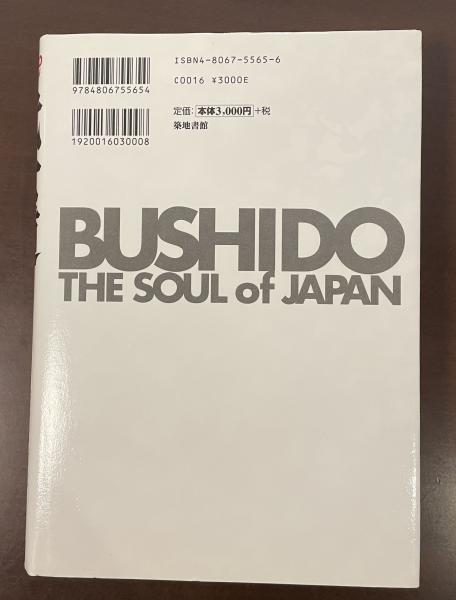 ISBN4-8067-5565-6
C0016 ¥3000E
9784806755654
定価: 本体3,000円 +税
築地書館
1920016030008
BUSHIDO
THE SOUL of JAPAN